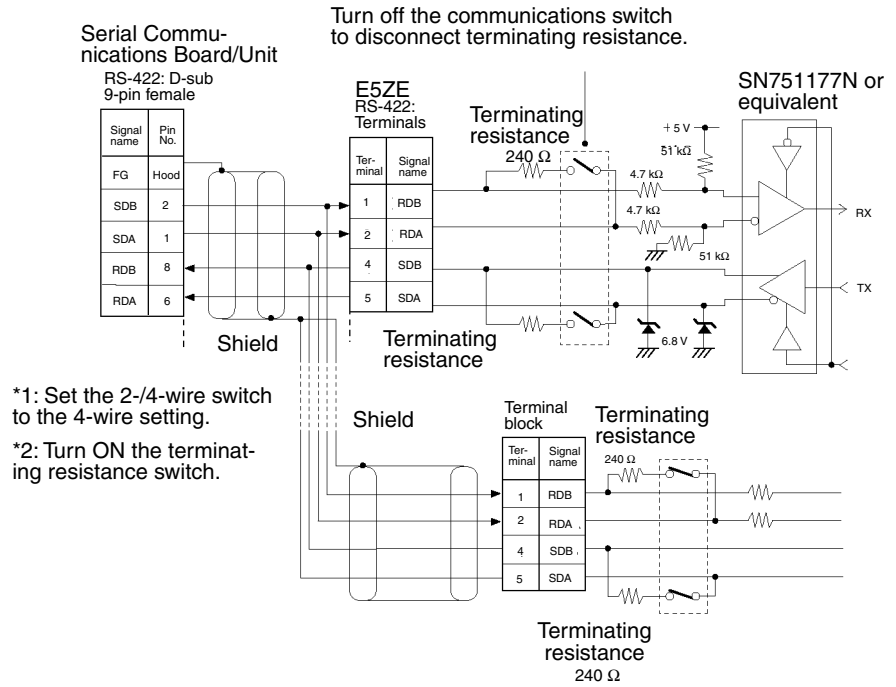 Turn off the communications switch
to disconnect terminating resistance.
Serial Commu-
nications Board/Unit
RS-422: D-sub
9-pin female
Signal name
Pin No.
FG
Hood
SDB
2
SDA
1
RDB
8
RDA
6
Shield
E5ZE
RS-422:
Terminals
Ter-
minal
Signal
name
1
RDB
2
RDA
4
SDB
5
SDA
Terminating
resistance
240 Ω
Terminating
resistance
SN751177N or
equivalent
+5 V
51 kΩ
4.7 kΩ
4.7 kΩ
51 kΩ
6.8 V
RX
TX
*1: Set the 2-/4-wire switch
to the 4-wire setting.
*2: Turn ON the terminat-
ing resistance switch.
Shield
Terminal
block
Ter-
minal
Signal
name
1
RDB
2
RDA
4
SDB
5
SDA
Terminating
resistance
240 Ω
Terminating
resistance
240 Ω